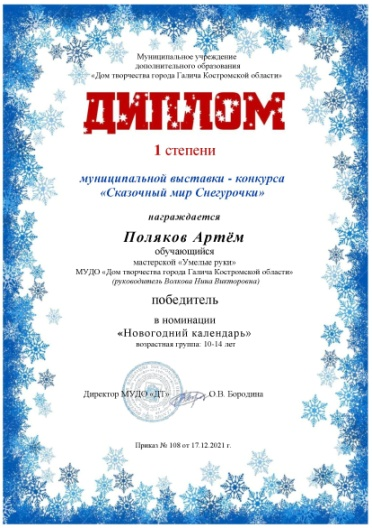 Муниципальное учреждение
дополнительного образования
«Дом творчества города Галича Костромской области»
ДИПЛОМ
1 степени
муниципальной выставки - конкурса
«Сказочный мир Снегурочки»
награждается
Поляков Артём
обучающийся
мастерской «Умелые руки»
МУДО «Дом творчества города Галича Костромской области»
(руководитель Волкова Нина Викторовна)
победитель
в номинации
«Новогодний календарь»
возрастная группа: 10-14 лет
Директор МУДО «ДТ» О.В. Бородина
Приказ № 108 от 17.12.2021 г.